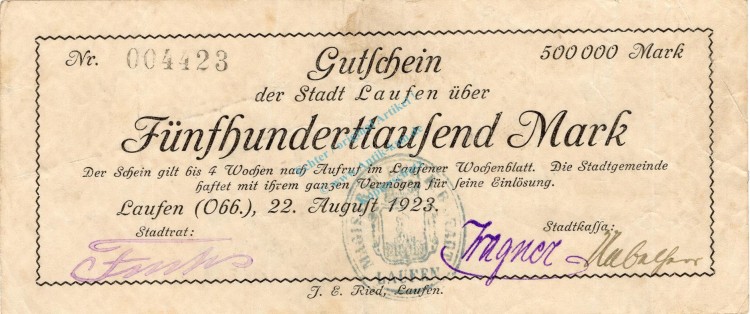 Nr. 004423 500 000 Mark
Gutſchein
der Stadt Laufen über
Fünfhunderttauſend Mark
Der Schein gilt bis 4 Wochen nach Aufruf im Laufener Wochenblatt. Die Stadtgemeinde
haftet mit ihrem ganzen Vermögen für ſeine Einlöſung.
Laufen (Obb.), 22. Auguſt 1923.
Stadtrat: Stadtkaſſa:
Wagner
LAUFEN
J. E. Ried, Laufen.